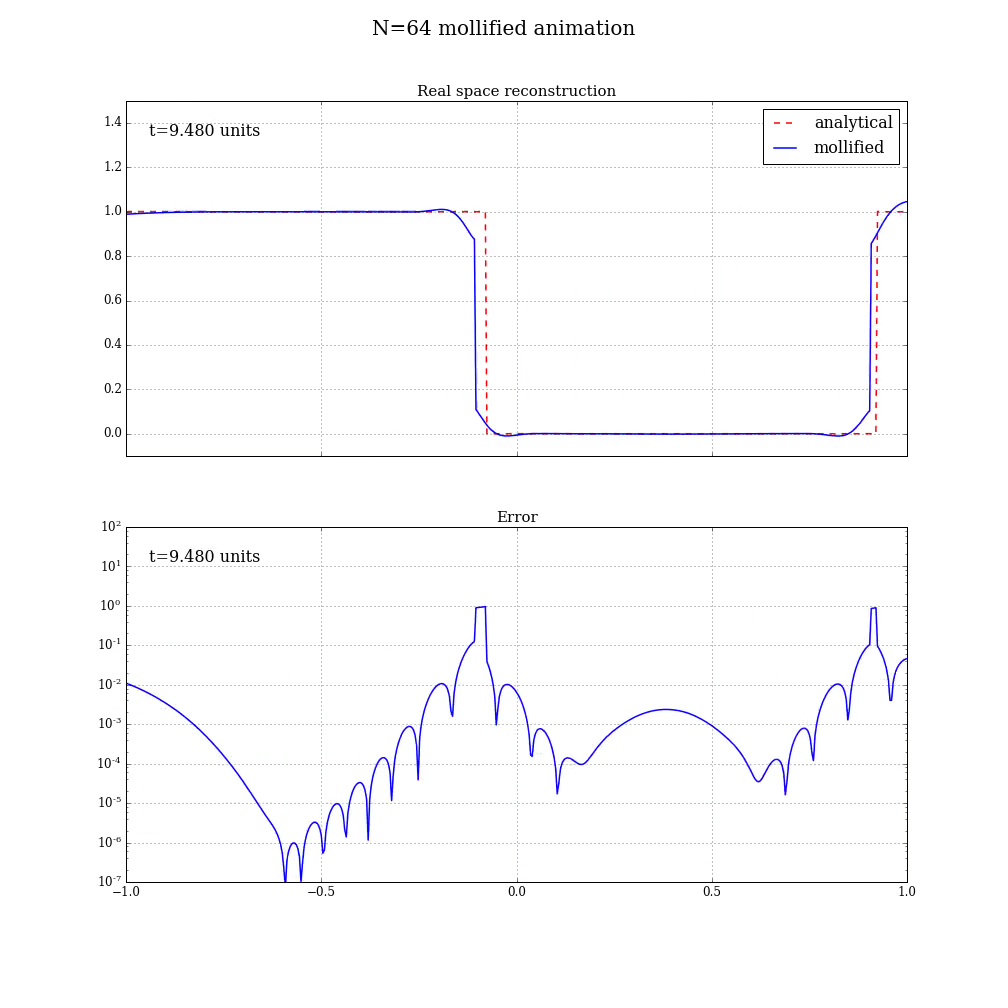 N=64 mollified animation
Real space reconstruction
t=9.480 units
analytical
mollified
1.4
1.2
1.0
0.8
0.6
0.4
0.2
0.0
Error
t=9.480 units
10²
10¹
10⁰
10⁻¹
10⁻²
10⁻³
10⁻⁴
10⁻⁵
10⁻⁶
10⁻⁷
−1.0 −0.5 0.0 0.5 1.0